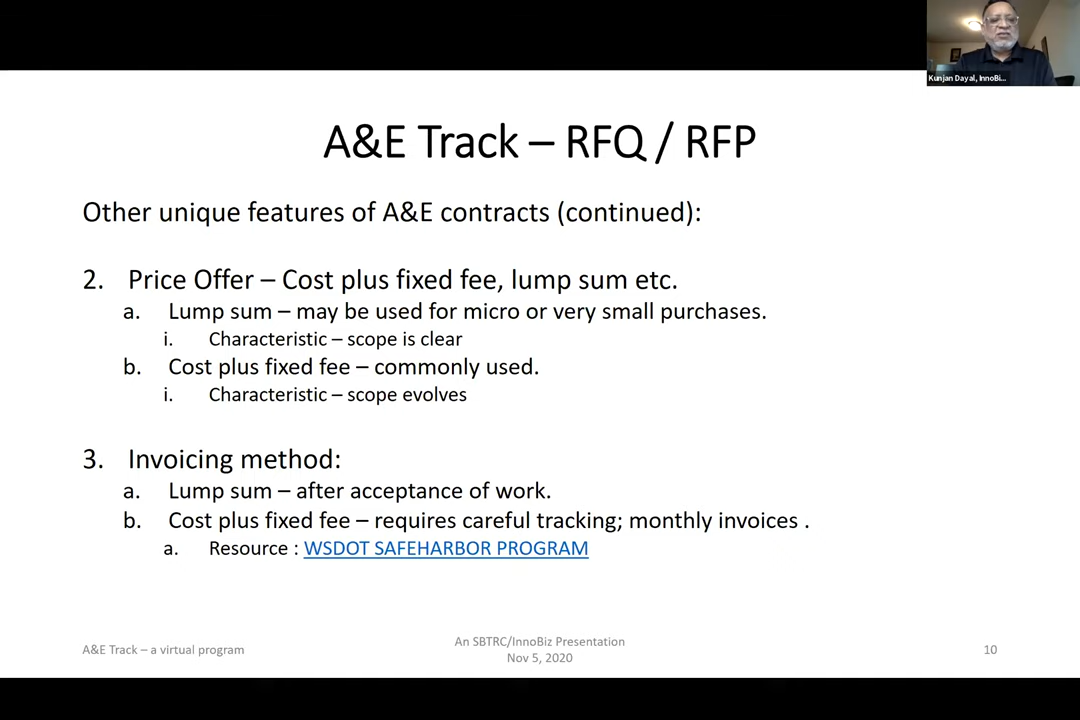 Kunjan Dayal, InnoBi...
A&E Track – RFQ / RFP
Other unique features of A&E contracts (continued):
2. Price Offer – Cost plus fixed fee, lump sum etc.
a. Lump sum – may be used for micro or very small purchases.
i. Characteristic – scope is clear
b. Cost plus fixed fee – commonly used.
i. Characteristic – scope evolves
3. Invoicing method:
a. Lump sum – after acceptance of work.
b. Cost plus fixed fee – requires careful tracking; monthly invoices .
a. Resource : WSDOT SAFEHARBOR PROGRAM
A&E Track – a virtual program
An SBTRC/InnoBiz Presentation
Nov 5, 2020
10